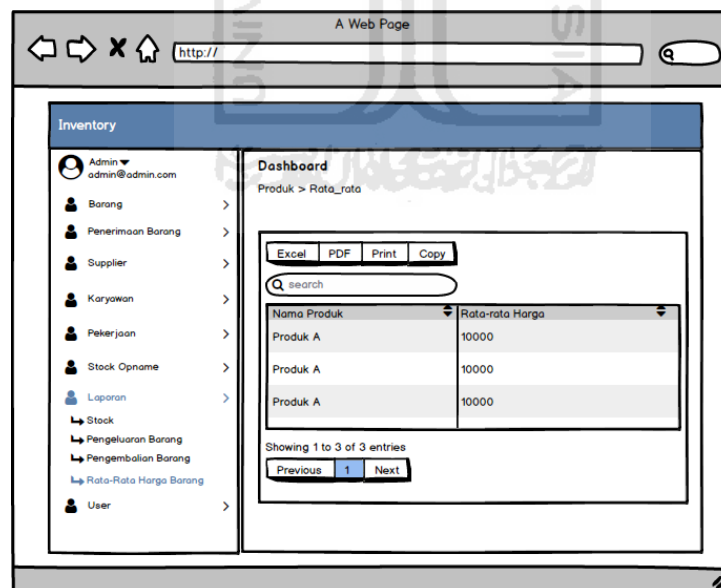 A Web Page
http://
Inventory
Admin
admin@admin.com
Barang
Penerimaan Barang
Supplier
Karyawan
Pekerjaan
Stock Opname
Laporan
Stock
Pengeluaran Barang
Pengembalian Barang
Rata-Rata Harga Barang
User
Dashboard
Produk > Rata_rata
Excel PDF Print Copy
search
Nama Produk Rata-rata Harga
Produk A 10000
Produk A 10000
Produk A 10000
Showing 1 to 3 of 3 entries
Previous 1 Next